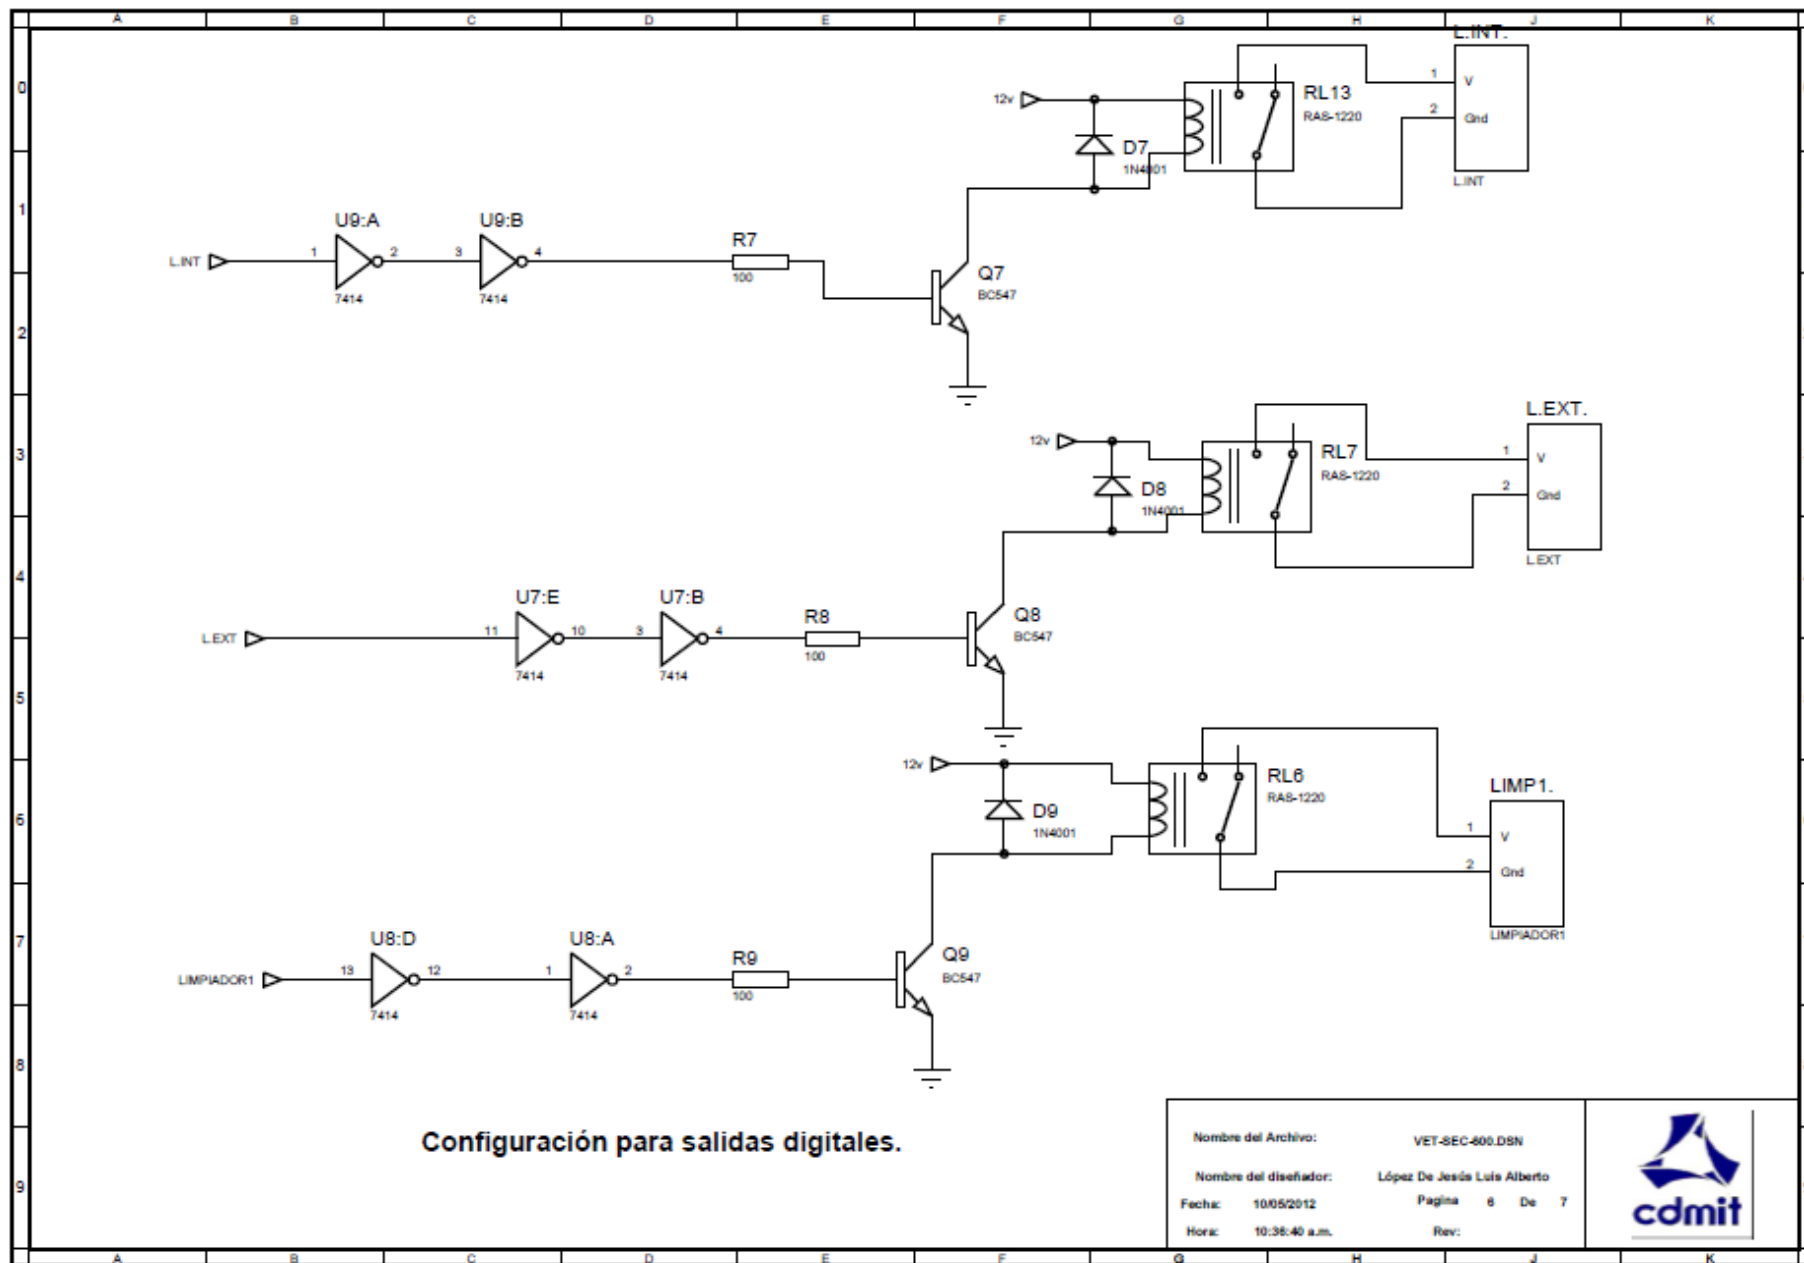 A B C D E F G H J K
0
1
2
3
4
5
6
7
8
9
L.INT.
1 V
2 Gnd
L.INT
12v
RL13
RAS-1220
D7
1N4001
U9:A
U9:B
L.INT
1 2
3 4
7414
7414
R7
100
Q7
BC547
L.EXT.
1 V
2 Gnd
L.EXT
12v
RL7
RAS-1220
D8
1N4001
U7:E
U7:B
L.EXT
11 10
3 4
7414
7414
R8
100
Q8
BC547
12v
RL6
RAS-1220
D9
1N4001
LIMP1.
1 V
2 Gnd
LIMPIADOR1
U8:D
U8:A
LIMPIADOR1
13 12
1 2
7414
7414
R9
100
Q9
BC547
Configuración para salidas digitales.
Nombre del Archivo: VET-SEC-600.DSN
Nombre del diseñador: López De Jesús Luis Alberto
Fecha: 10/05/2012 Pagina 6 De 7
Hora: 10:36:40 a.m. Rev:
cdmit
A B C D E F G H J K